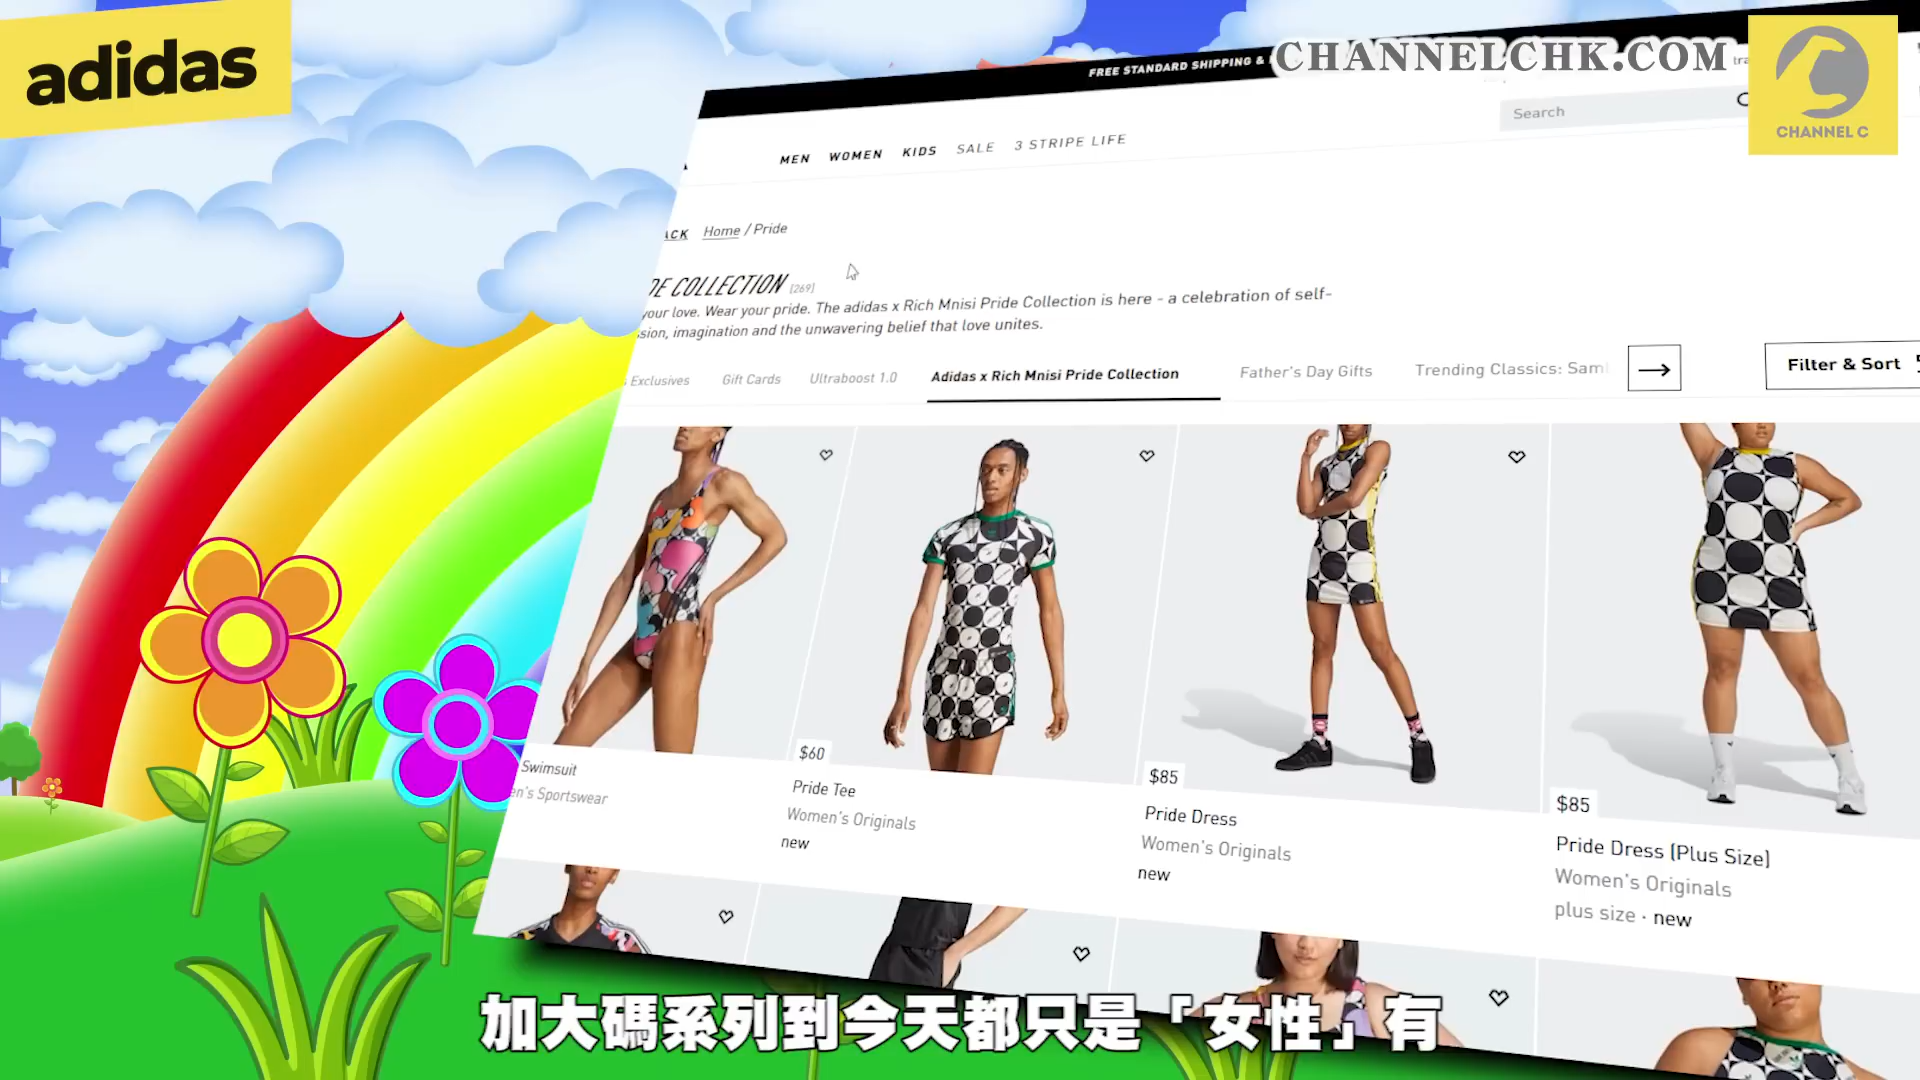 adidas
FREE STANDARD SHIPPING &
CHANNELCHK.COM
CHANNEL C
MEN WOMEN KIDS SALE 3 STRIPE LIFE
Search
Home / Pride
COLLECTION [269]
your love. Wear your pride. The adidas x Rich Mnisi Pride Collection is here - a celebration of self-
imagination and the unwavering belief that love unites.
Exclusives Gift Cards Ultraboost 1.0 Adidas x Rich Mnisi Pride Collection Father's Day Gifts Trending Classics:
Filter & Sort
Swimsuit
Sportswear
$60
Pride Tee
Women's Originals
new
$85
Pride Dress
Women's Originals
new
$85
Pride Dress (Plus Size)
Women's Originals
plus size · new
加大碼系列到今天都只是「女性」有